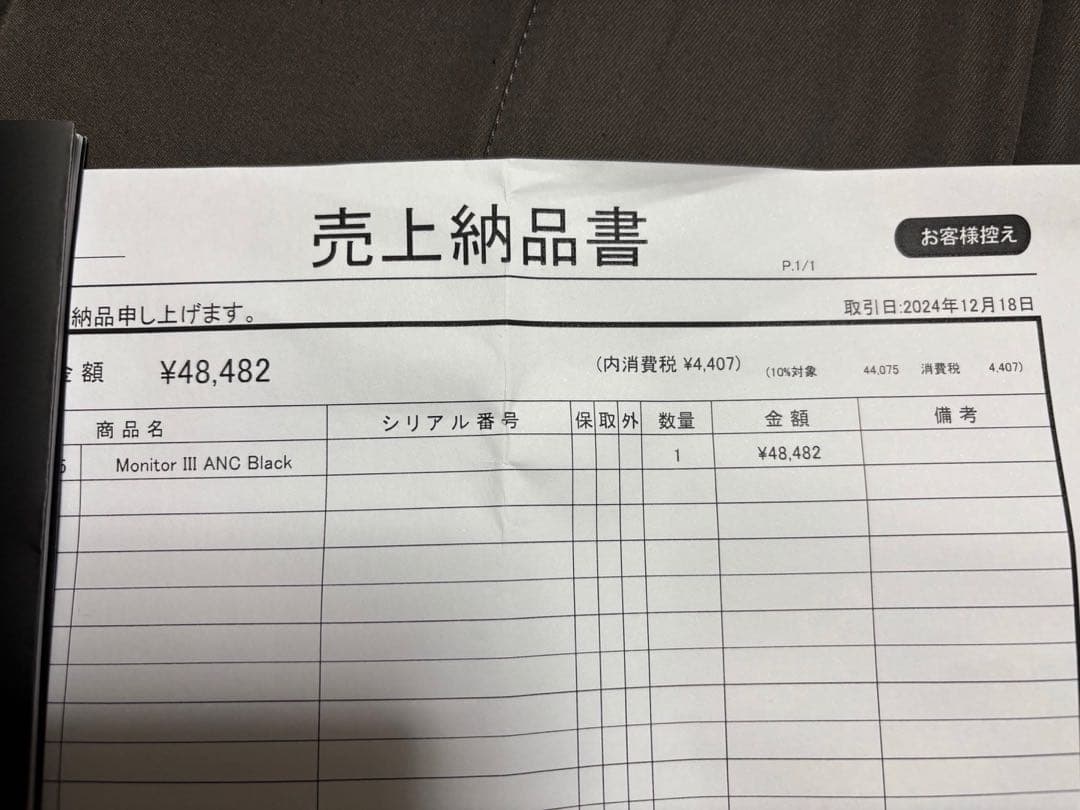 売上納品書
お客様控え
P.1/1
納品申し上げます。
取引日:2024年12月18日
金額 ¥48,482 (内消費税 ¥4,407) (10%対象 44,075 消費税 4,407)
商品名 シリアル番号 保 取 外 数量 金額 備考
Monitor III ANC Black 1 ¥48,482